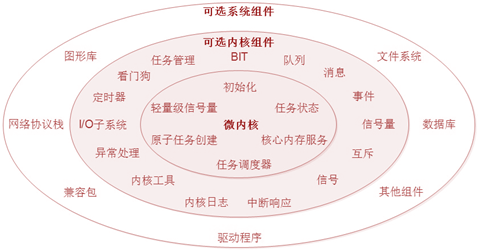 可选系统组件
可选内核组件
图形库
任务管理
BIT
队列
文件系统
看门狗
消息
初始化
定时器
事件
轻量级信号量
任务状态
网络协议栈
I/O子系统
微内核
信号量
数据库
原子任务创建
核心内存服务
异常处理
互斥
任务调度器
内核工具
信号
兼容包
其他组件
内核日志
中断响应
驱动程序